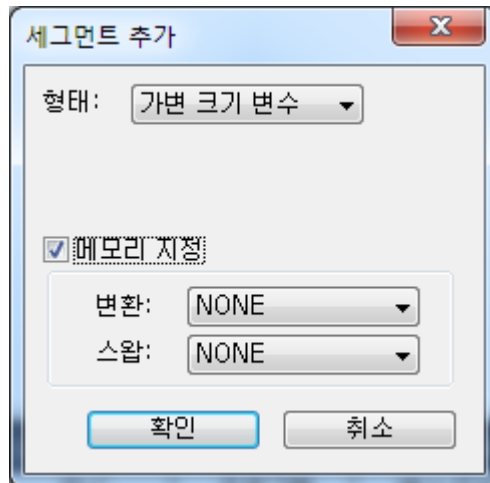 세그먼트 추가
형태: 가변 크기 변수
메모리 지정
변환: NONE
스왑: NONE
확인 취소